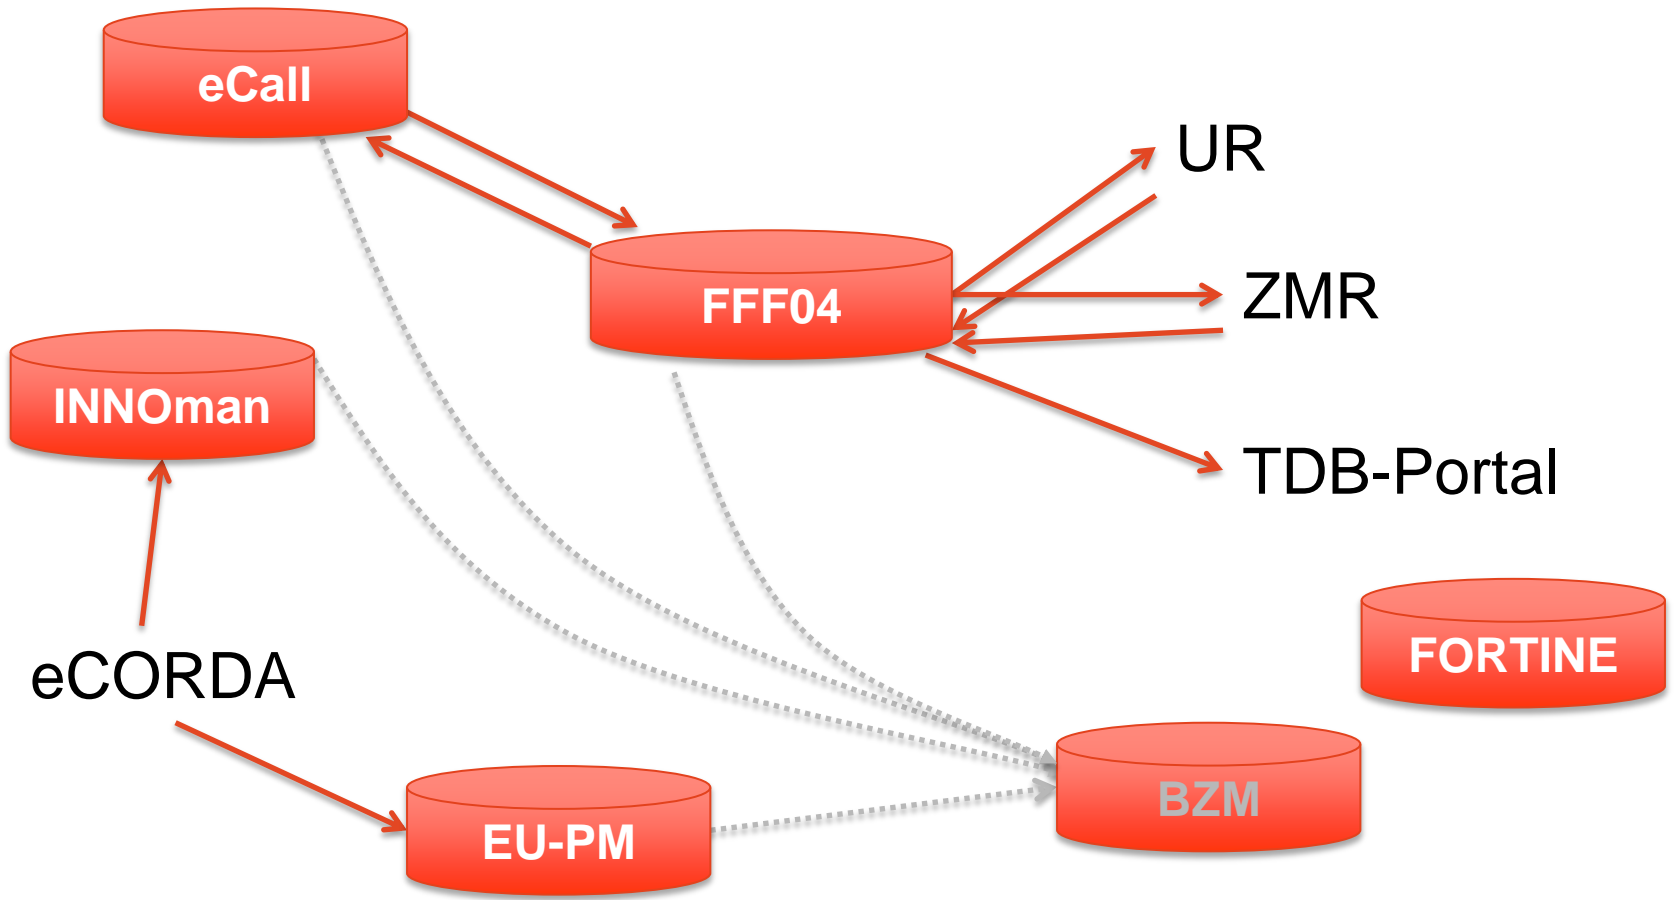 eCall
UR
FFF04
ZMR
INNOman
TDB-Portal
eCORDA
FORTINE
BZM
EU-PM